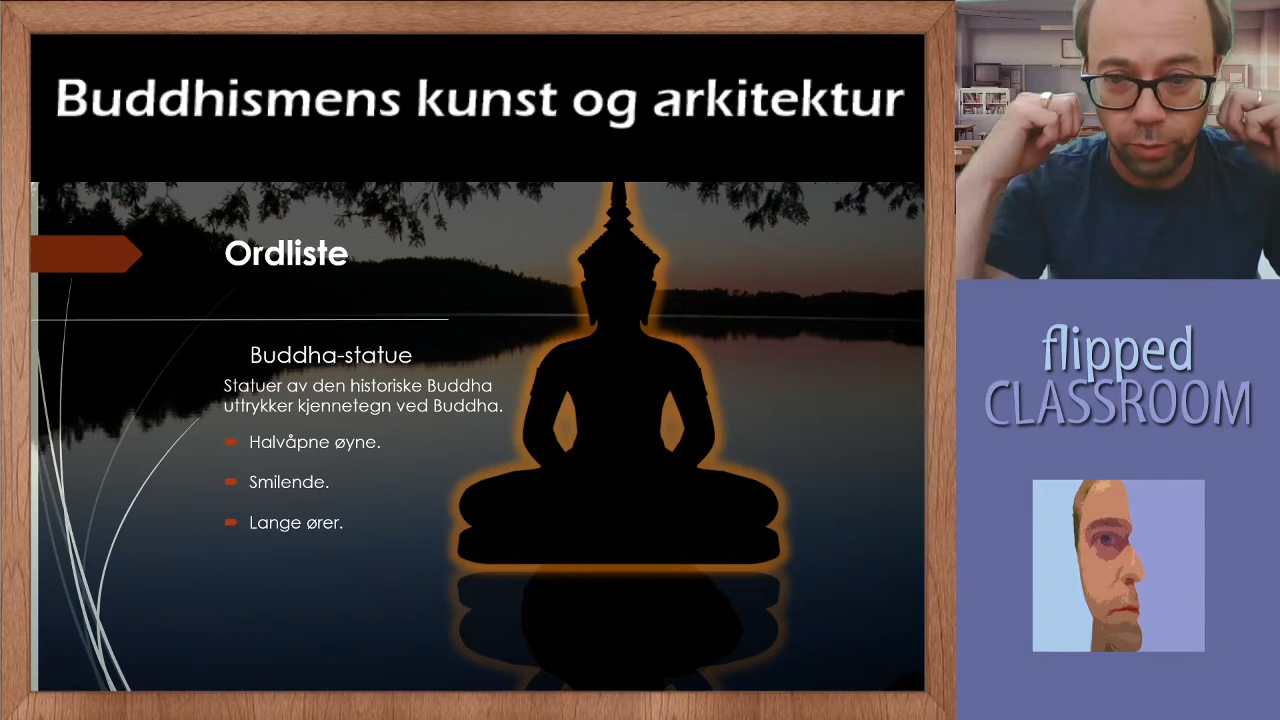 Buddhismens kunst og arkitektur
Ordliste
Buddha-statue
Statuer av den historiske Buddha
uttrykker kjennetegn ved Buddha.
Halvåpne øyne.
Smilende.
Lange ører.
flipped
CLASSROOM